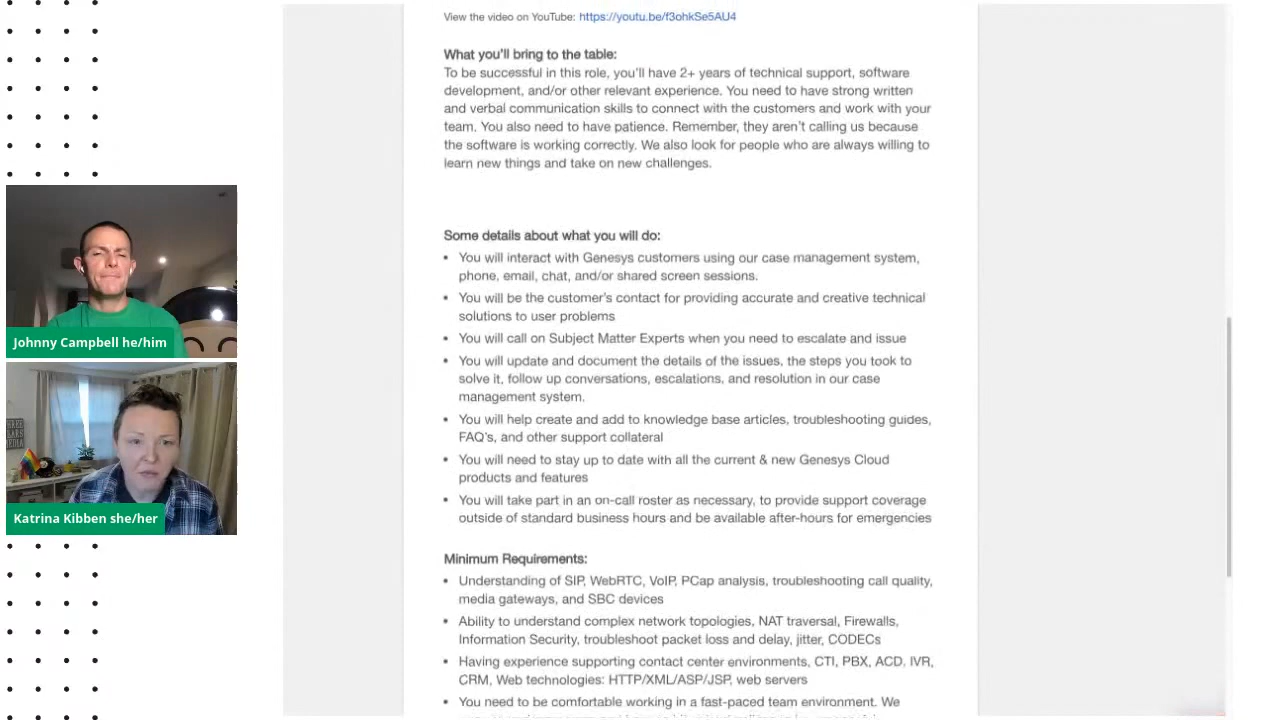 View the video on YouTube: https://youtu.be/f3ohkSe5AU4
What you'll bring to the table:
To be successful in this role, you'll have 2+ years of technical support, software
development, and/or other relevant experience. You need to have strong written
and verbal communication skills to connect with the customers and work with your
team. You also need to have patience. Remember, they aren't calling us because
the software is working correctly. We also look for people who are always willing to
learn new things and take on new challenges.
Some details about what you will do:
• You will interact with Genesys customers using our case management system,
phone, email, chat, and/or shared screen sessions.
• You will be the customer's contact for providing accurate and creative technical
solutions to user problems
• You will call on Subject Matter Experts when you need to escalate and issue
• You will update and document the details of the issues, the steps you took to
solve it, follow up conversations, escalations, and resolution in our case
management system.
• You will help create and add to knowledge base articles, troubleshooting guides,
FAQ's, and other support collateral
• You will need to stay up to date with all the current & new Genesys Cloud
products and features
• You will take part in an on-call roster as necessary, to provide support coverage
outside of standard business hours and be available after-hours for emergencies
Minimum Requirements:
• Understanding of SIP, WebRTC, VoIP, PCap analysis, troubleshooting call quality,
media gateways, and SBC devices
• Ability to understand complex network topologies, NAT traversal, Firewalls,
Information Security, troubleshoot packet loss and delay, jitter, CODECs
• Having experience supporting contact center environments, CTI, PBX, ACD, IVR,
CRM, Web technologies: HTTP/XML/ASP/JSP, web servers
• You need to be comfortable working in a fast-paced team environment. We
Johnny Campbell he/him
Katrina Kibben she/her